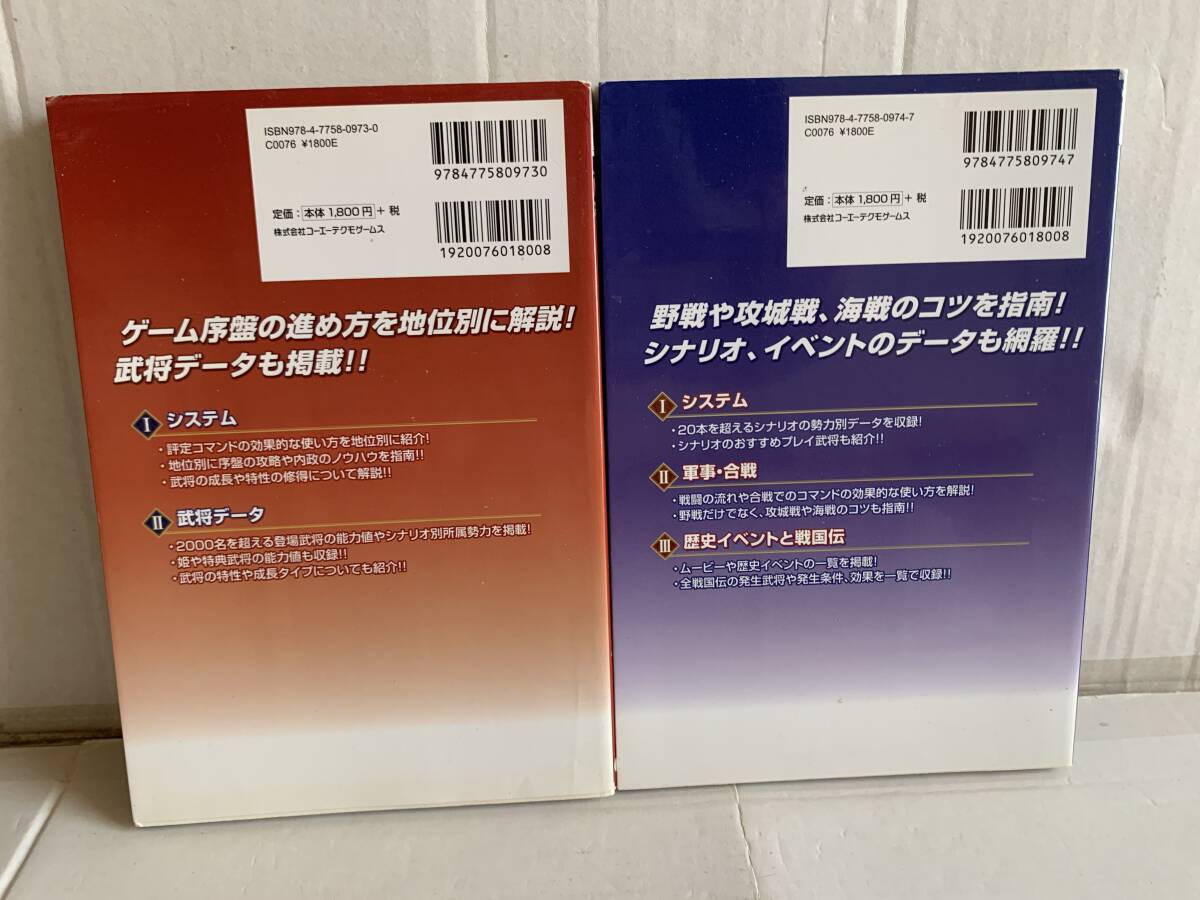 ISBN978-4-7758-0973-0
C0076 ¥1800E
9784775809730
定価：本体1,800円＋税
株式会社コーエーテクモゲームス
1920076018008
ゲーム序盤の進め方を地位別に解説！
武将データも掲載！！
I システム
・評定コマンドの効果的な使い方を地位別に紹介！
・地位別に序盤の攻略や内政のノウハウを指南！！
・武将の成長や特性の修得について解説！！
II 武将データ
・2000名を超える登場武将の能力値やシナリオ別所属勢力を掲載！
・姫や特典武将の能力値も収録！！
・武将の特性や成長タイプについても紹介！！
ISBN978-4-7758-0974-7
C0076 ¥1800E
9784775809747
定価：本体1,800円＋税
株式会社コーエーテクモゲームス
1920076018008
野戦や攻城戦、海戦のコツを指南！
シナリオ、イベントのデータも網羅！！
I システム
・20本を超えるシナリオの勢力別データを収録！
・シナリオのおすすめプレイ武将も紹介！！
II 軍事・合戦
・戦闘の流れや合戦でのコマンドの効果的な使い方を解説！
・野戦だけでなく、攻城戦や海戦のコツも指南！！
III 歴史イベントと戦国伝
・ムービーや歴史イベントの一覧を掲載！
・全戦国伝の発生武将や発生条件、効果を一覧で収録！！